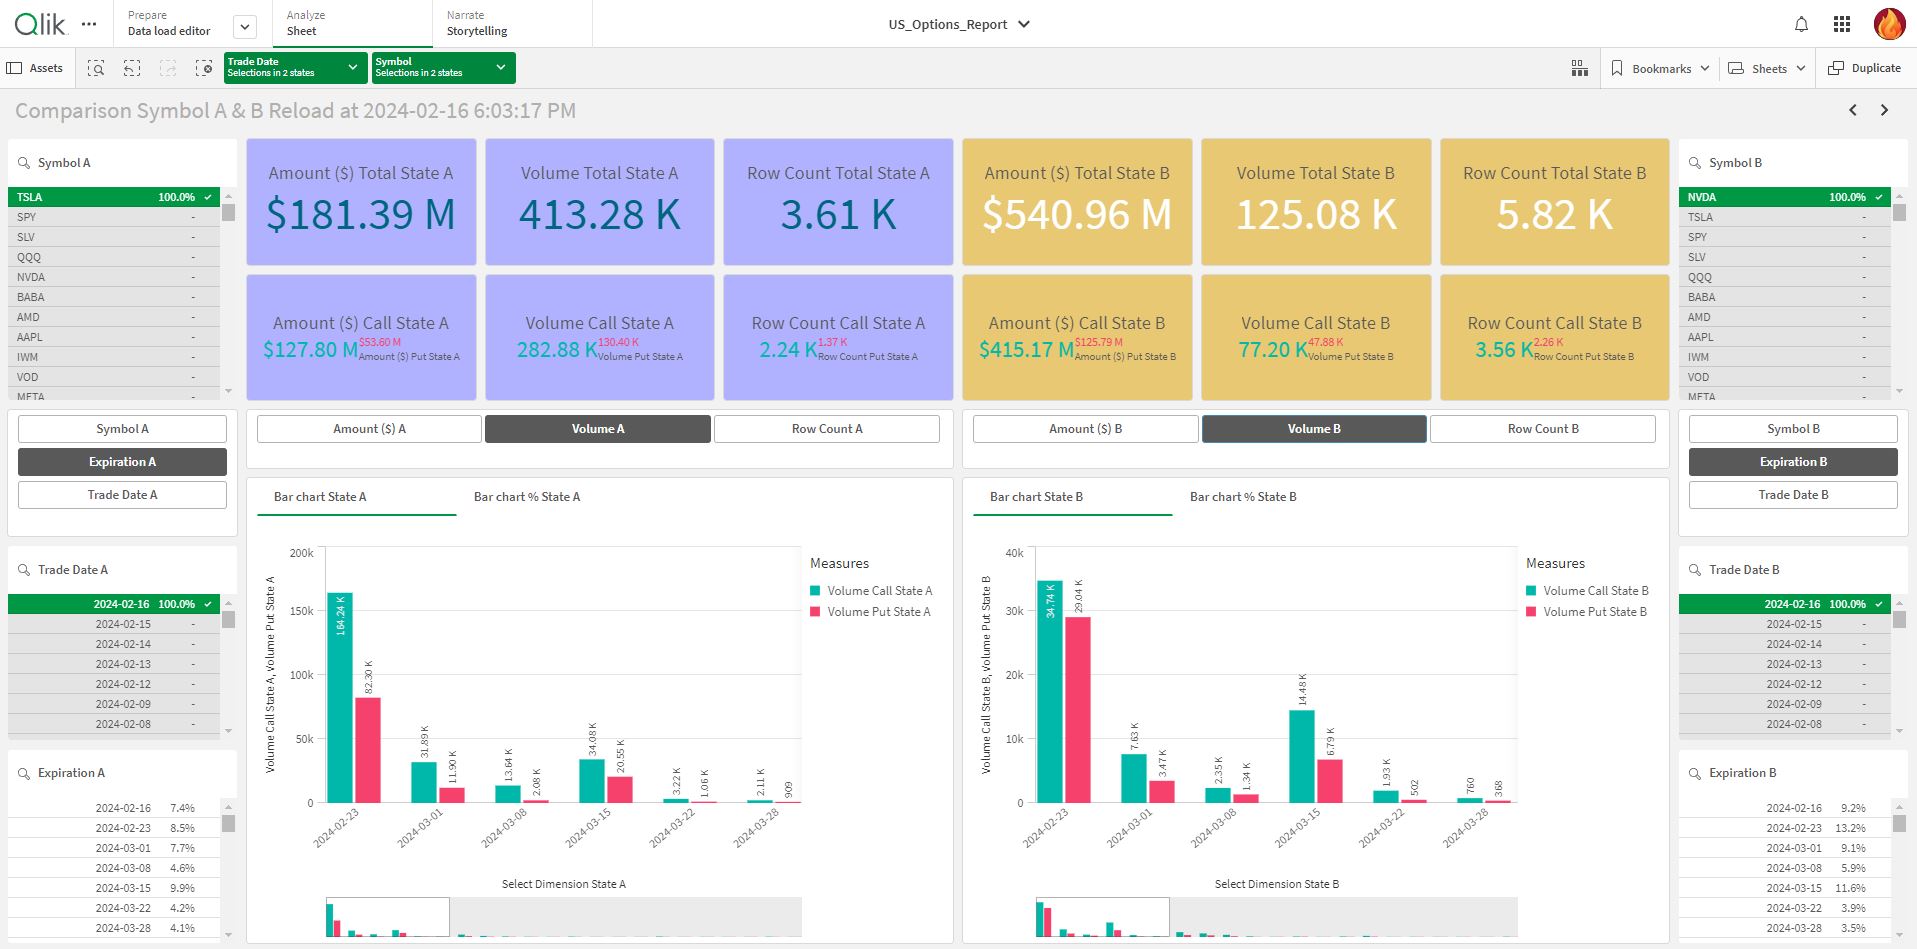 Qlik
Prepare
Data load editor
Analyze
Sheet
Narrate
Storytelling
US_Options_Report
Assets
Trade Date
Selections in 2 states
Symbol
Selections in 2 states
Bookmarks
Sheets
Duplicate
Comparison Symbol A & B Reload at 2024-02-16 6:03:17 PM
Symbol A
TSLA 100.0%
SPY -
SLV -
QQQ -
NVDA -
BABA -
AMD -
AAPL -
IWM -
VOD -
META -
Amount ($) Total State A
$181.39 M
Volume Total State A
413.28 K
Row Count Total State A
3.61 K
Amount ($) Total State B
$540.96 M
Volume Total State B
125.08 K
Row Count Total State B
5.82 K
Amount ($) Call State A
$127.80 M
$53.60 M
Amount ($) Put State A
Volume Call State A
282.88 K
130.40 K
Volume Put State A
Row Count Call State A
2.24 K
1.37 K
Row Count Put State A
Amount ($) Call State B
$415.17 M
$125.79 M
Amount ($) Put State B
Volume Call State B
77.20 K
47.88 K
Volume Put State B
Row Count Call State B
3.56 K
2.26 K
Row Count Put State B
Symbol B
NVDA 100.0%
TSLA -
SPY -
SLV -
QQQ -
BABA -
AMD -
AAPL -
IWM -
VOD -
META -
Symbol A
Expiration A
Trade Date A
Amount ($) A
Volume A
Row Count A
Amount ($) B
Volume B
Row Count B
Symbol B
Expiration B
Trade Date B
Trade Date A
2024-02-16 100.0%
2024-02-15 -
2024-02-14 -
2024-02-13 -
2024-02-12 -
2024-02-09 -
2024-02-08 -
Expiration A
2024-02-16 7.4%
2024-02-23 8.5%
2024-03-01 7.7%
2024-03-08 4.6%
2024-03-15 9.9%
2024-03-22 4.2%
2024-03-28 4.1%
Bar chart State A
Bar chart % State A
Volume Call State A, Volume Put State A
200k
150k
100k
50k
0
164.24 K
82.30 K
31.89 K
11.90 K
13.64 K
2.08 K
34.08 K
20.55 K
3.22 K
1.06 K
2.11 K
909
2024-02-23
2024-03-01
2024-03-08
2024-03-15
2024-03-22
2024-03-28
Select Dimension State A
Measures
Volume Call State A
Volume Put State A
Bar chart State B
Bar chart % State B
Volume Call State B, Volume Put State B
40k
30k
20k
10k
0
34.74 K
29.04 K
7.63 K
3.47 K
2.35 K
1.34 K
14.48 K
6.79 K
1.93 K
502
760
368
2024-02-23
2024-03-01
2024-03-08
2024-03-15
2024-03-22
2024-03-28
Select Dimension State B
Measures
Volume Call State B
Volume Put State B
Trade Date B
2024-02-16 100.0%
2024-02-15 -
2024-02-14 -
2024-02-13 -
2024-02-12 -
2024-02-09 -
2024-02-08 -
Expiration B
2024-02-16 9.2%
2024-02-23 13.2%
2024-03-01 9.1%
2024-03-08 5.9%
2024-03-15 11.6%
2024-03-22 3.9%
2024-03-28 3.5%